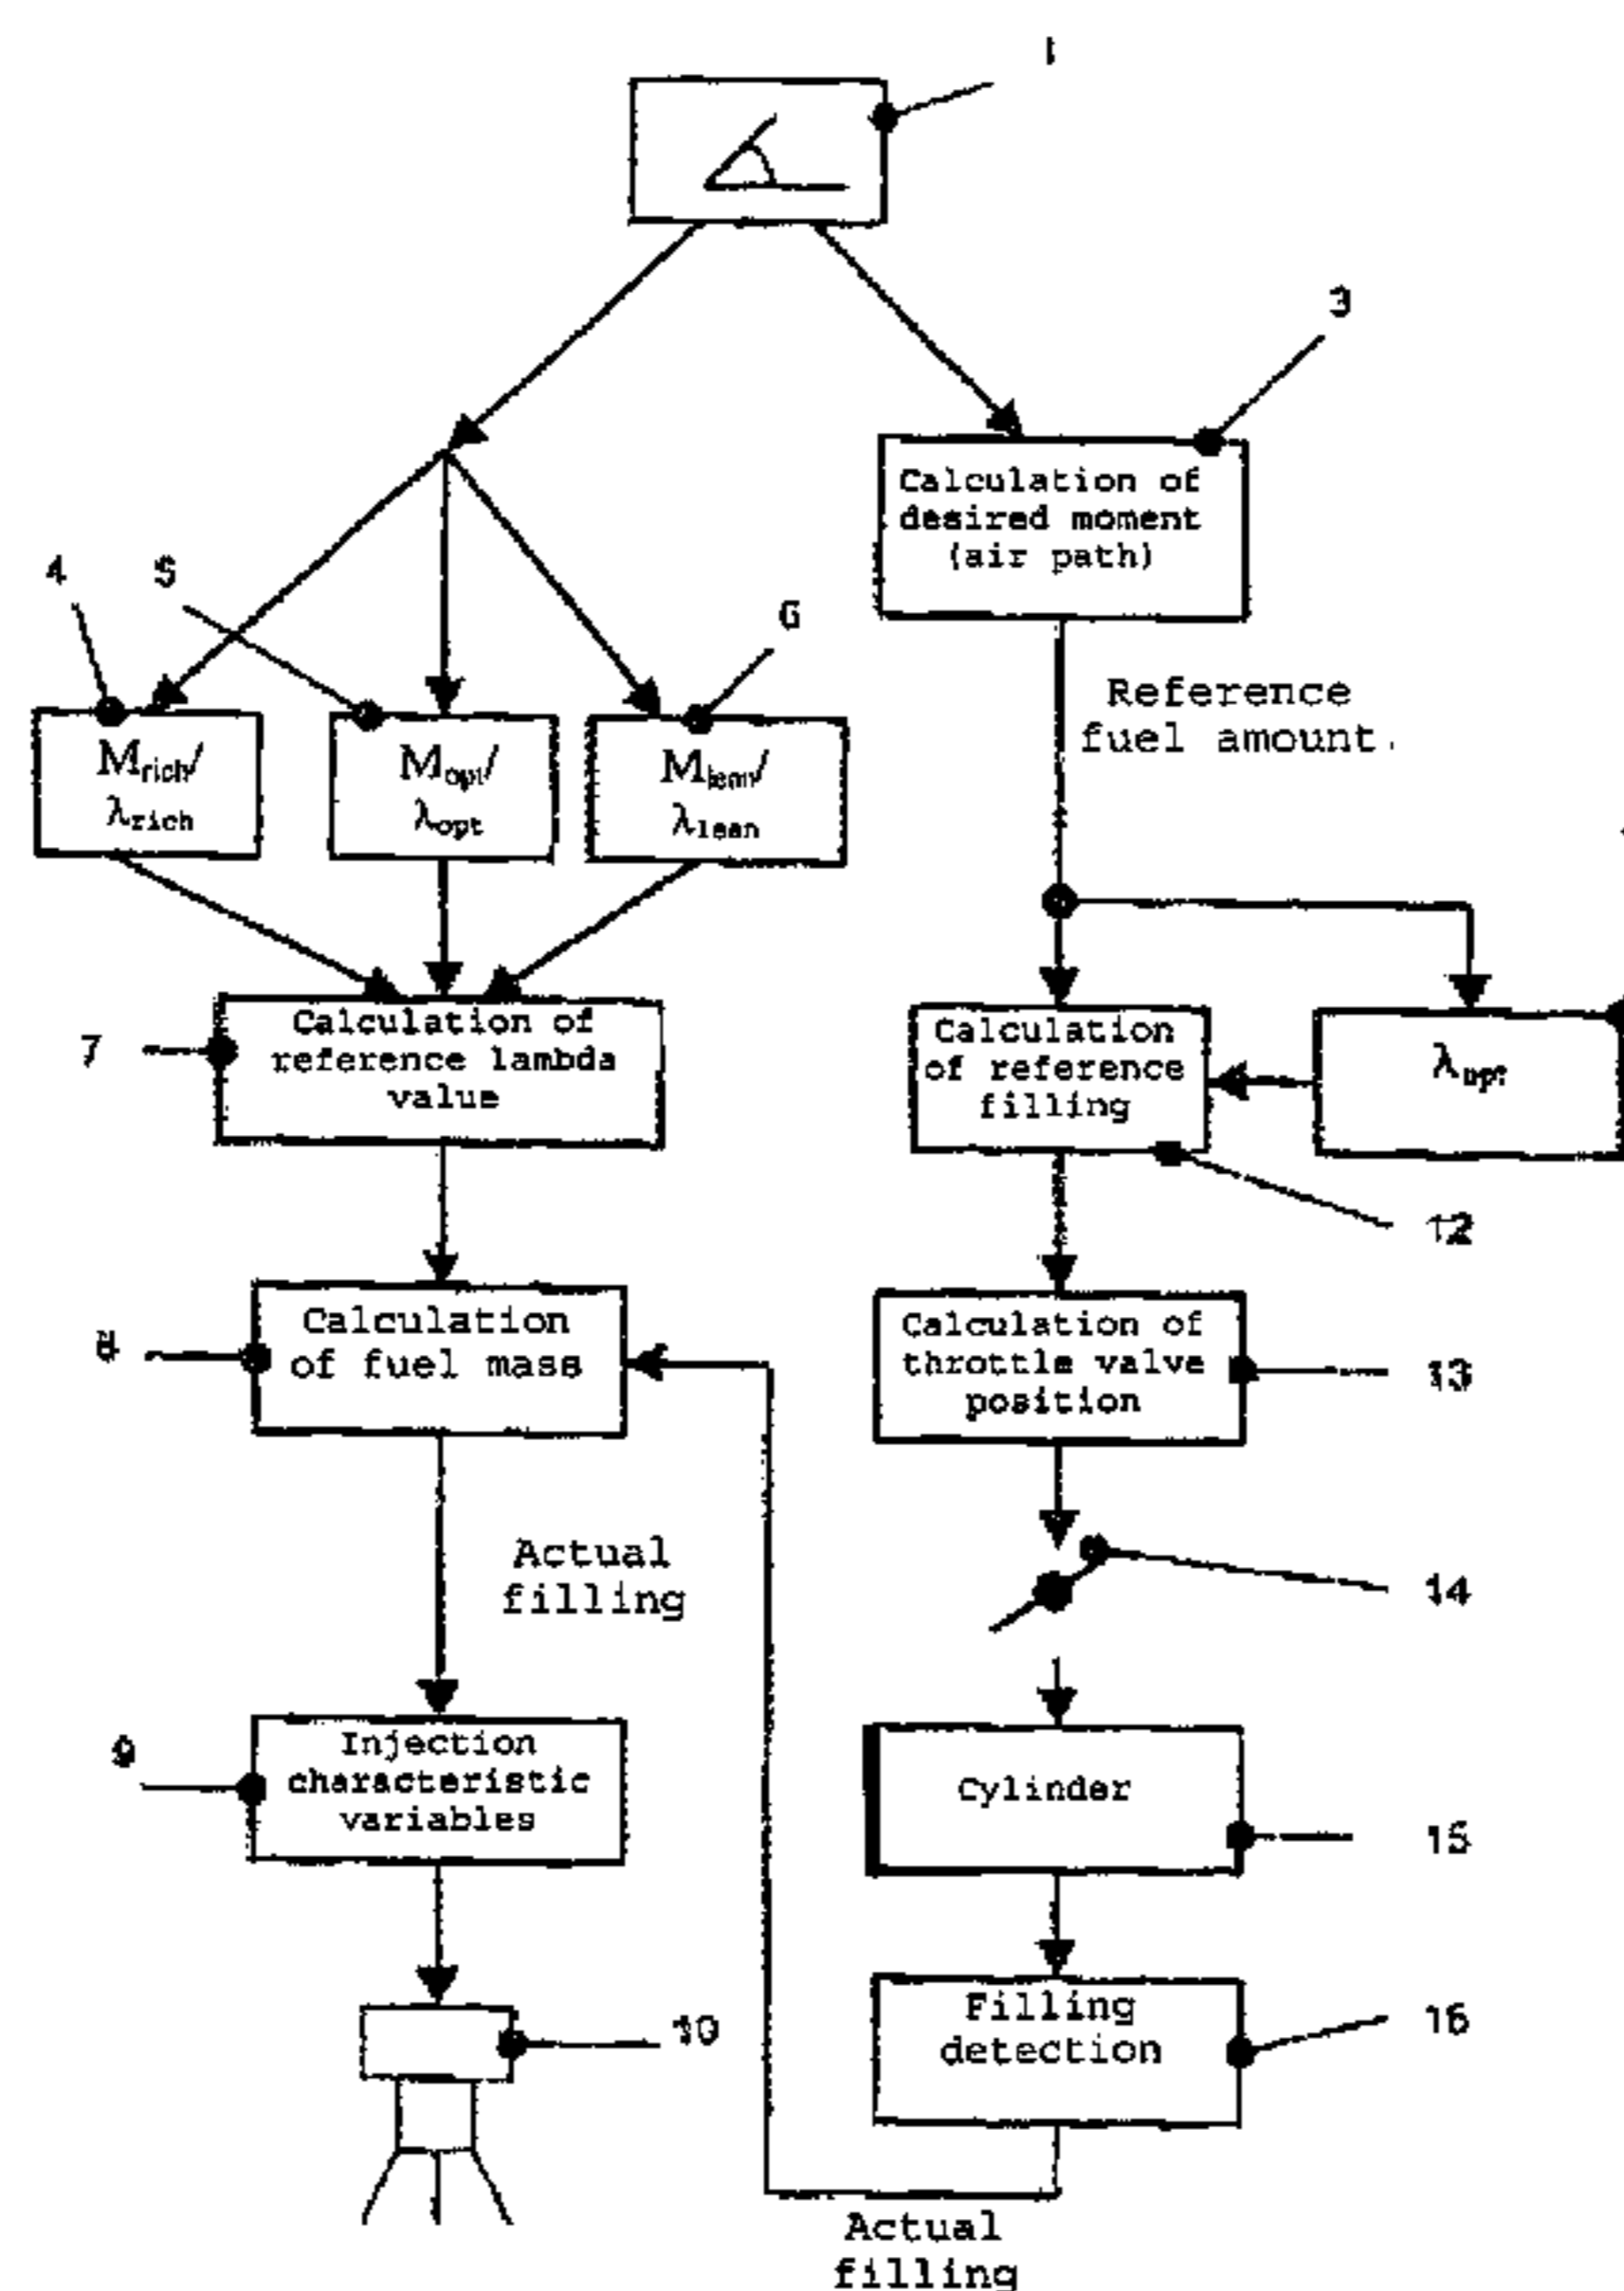 1
3
Calculation of
desired moment
(air path)
4
5
6
Reference
fuel amount
Mrich/
λrich
Mopt/
λopt
Mlean/
λlean
Calculation of
reference lambda
value
7
Calculation
of reference
filling
λopt
12
Calculation
of fuel mass
8
Calculation of
throttle valve
position
13
Actual
filling
14
Injection
characteristic
variables
9
Cylinder
15
10
Filling
detection
16
Actual
filling